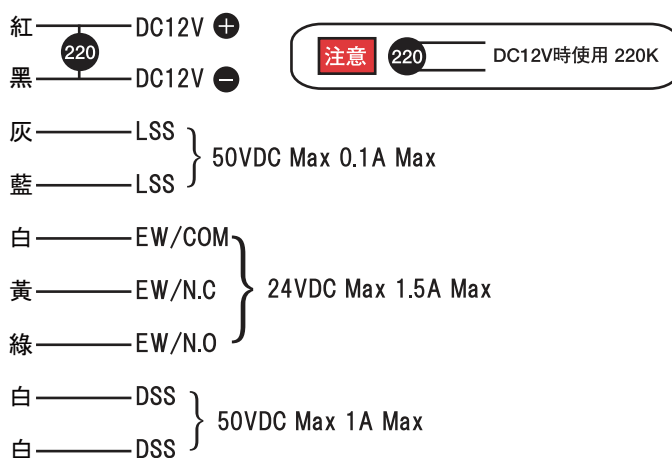 紅 220 DC12V +
黑 DC12V −
注意 220 DC12V時使用 220K
灰 LSS
藍 LSS
50VDC Max 0.1A Max
白 EW/COM
黃 EW/N.C
綠 EW/N.O
24VDC Max 1.5A Max
白 DSS
白 DSS
50VDC Max 1A Max